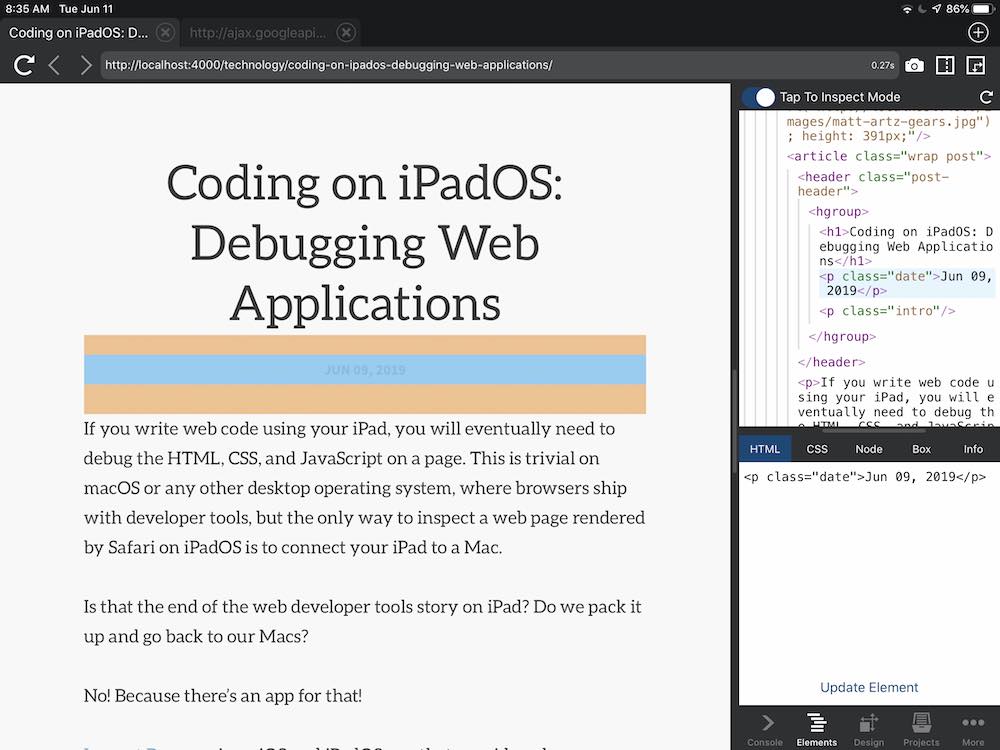 8:35 AM Tue Jun 11
86%
Coding on iPadOS: D...
http://ajax.googleapi...
http://localhost:4000/technology/coding-on-ipados-debugging-web-applications/
0.27s
Coding on iPadOS:
Debugging Web
Applications
JUN 09, 2019
If you write web code using your iPad, you will eventually need to
debug the HTML, CSS, and JavaScript on a page. This is trivial on
macOS or any other desktop operating system, where browsers ship
with developer tools, but the only way to inspect a web page rendered
by Safari on iPadOS is to connect your iPad to a Mac.
Is that the end of the web developer tools story on iPad? Do we pack it
up and go back to our Macs?
No! Because there's an app for that!
Tap To Inspect Mode
mages/matt-artz-gears.jpg")
; height: 391px;"/>
<article class="wrap post">
<header class="post-
header">
<hgroup>
<h1>Coding on iPadOS: D
ebugging Web Applicatio
ns</h1>
<p class="date">Jun 09,
2019</p>
<p class="intro"/>
</hgroup>
</header>
<p>If you write web code u
sing your iPad, you will e
ventually need to debug th
e HTML, CSS, and JavaScrip
HTML CSS Node Box Info
<p class="date">Jun 09, 2019</p>
Update Element
Console Elements Design Projects More